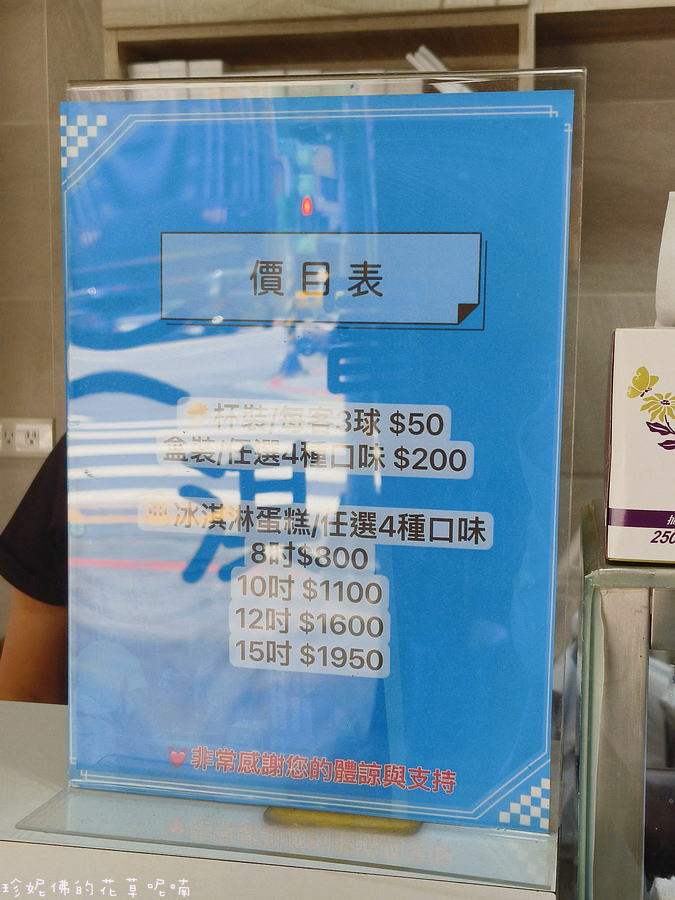 價目表
杯裝/每客3球 $50
盒裝/任選4種口味 $200
冰淇淋蛋糕/任選4種口味
8吋$800
10吋 $1100
12吋 $1600
15吋 $1950
非常感謝您的體諒與支持
250
珍妮佛的花草呢喃